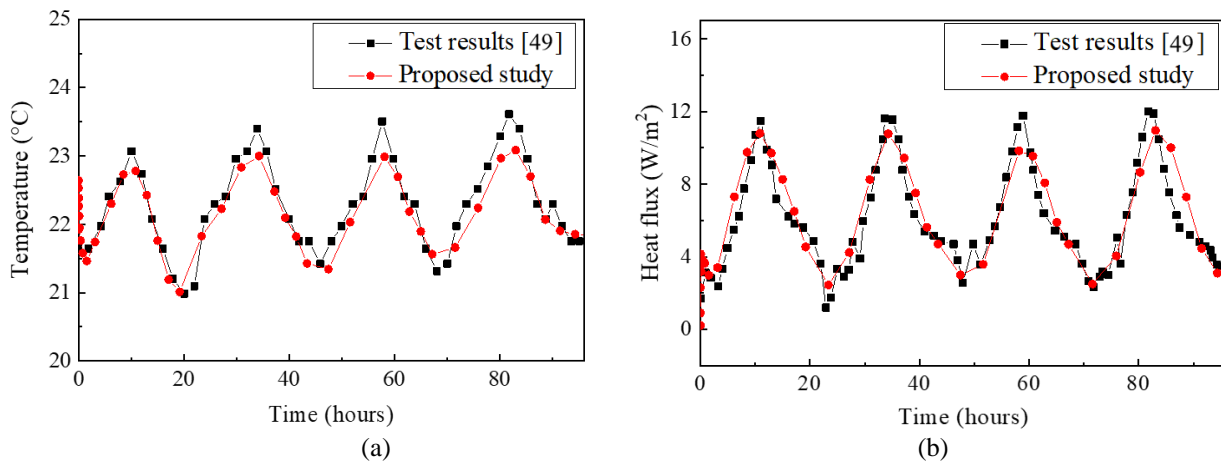 25
24
23
22
21
20
Temperature (°C)
Test results [49]
Proposed study
0
20
40
60
80
Time (hours)
(a)
16
12
8
4
0
Heat flux (W/m²)
Test results [49]
Proposed study
0
20
40
60
80
Time (hours)
(b)